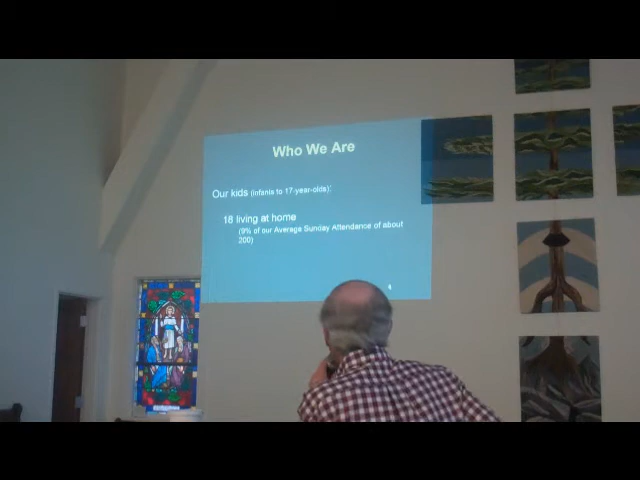 Who We Are
Our kids (infants to 17-year-olds):
18 living at home
(9% of our Average Sunday Attendance of about
200)